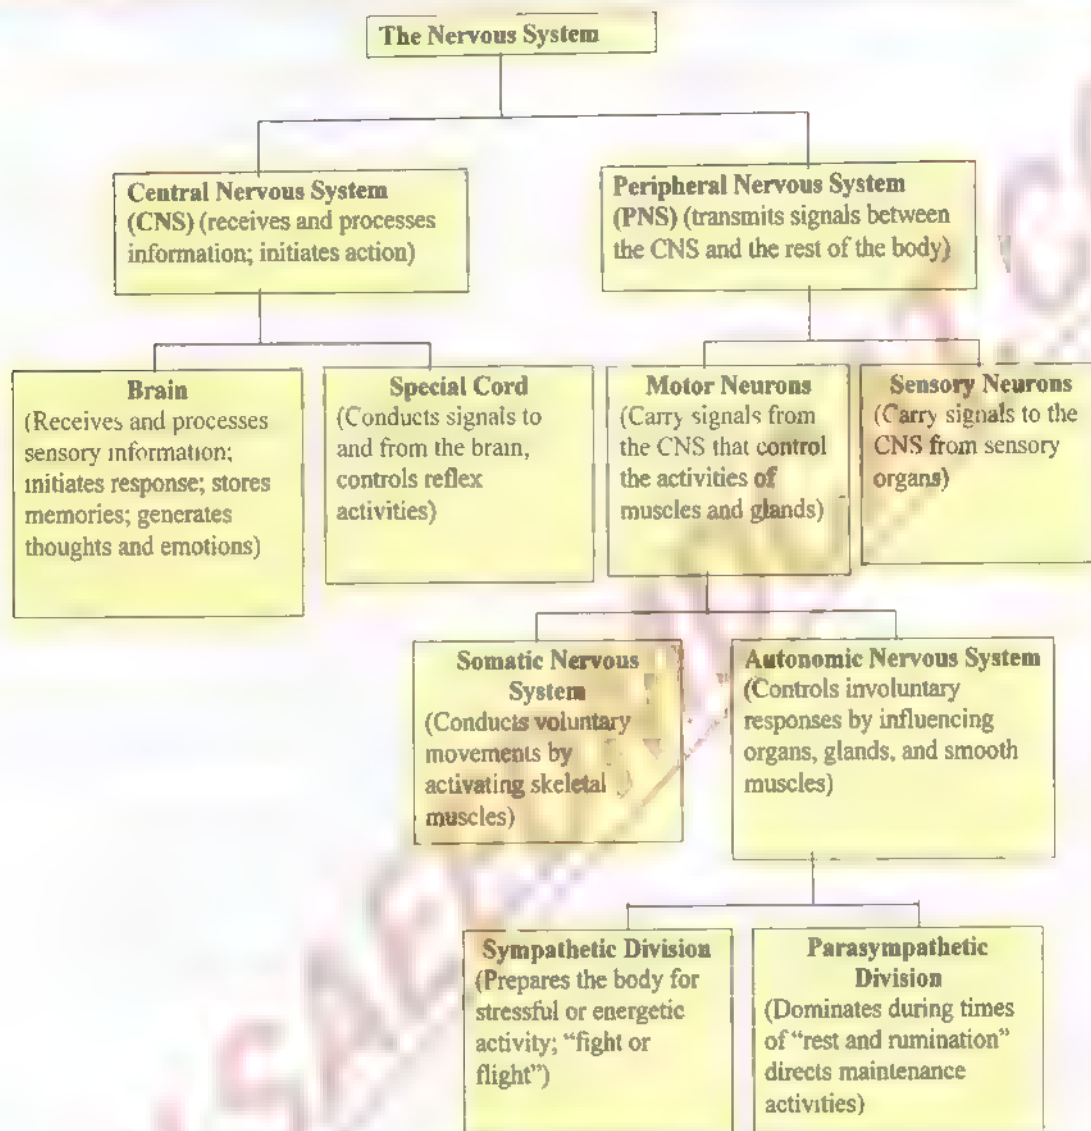 The Nervous System
Central Nervous System
(CNS) (receives and processes
information; initiates action)
Peripheral Nervous System
(PNS) (transmits signals between
the CNS and the rest of the body)
Brain
(Receives and processes
sensory information;
initiates response; stores
memories; generates
thoughts and emotions)
Special Cord
(Conducts signals to
and from the brain,
controls reflex
activities)
Motor Neurons
(Carry signals from
the CNS that control
the activities of
muscles and glands)
Sensory Neurons
(Carry signals to the
CNS from sensory
organs)
Somatic Nervous
System
(Conducts voluntary
movements by
activating skeletal
muscles)
Autonomic Nervous System
(Controls involuntary
responses by influencing
organs, glands, and smooth
muscles)
Sympathetic Division
(Prepares the body for
stressful or energetic
activity; “fight or
flight”)
Parasympathetic
Division
(Dominates during times
of “rest and rumination”
directs maintenance
activities)